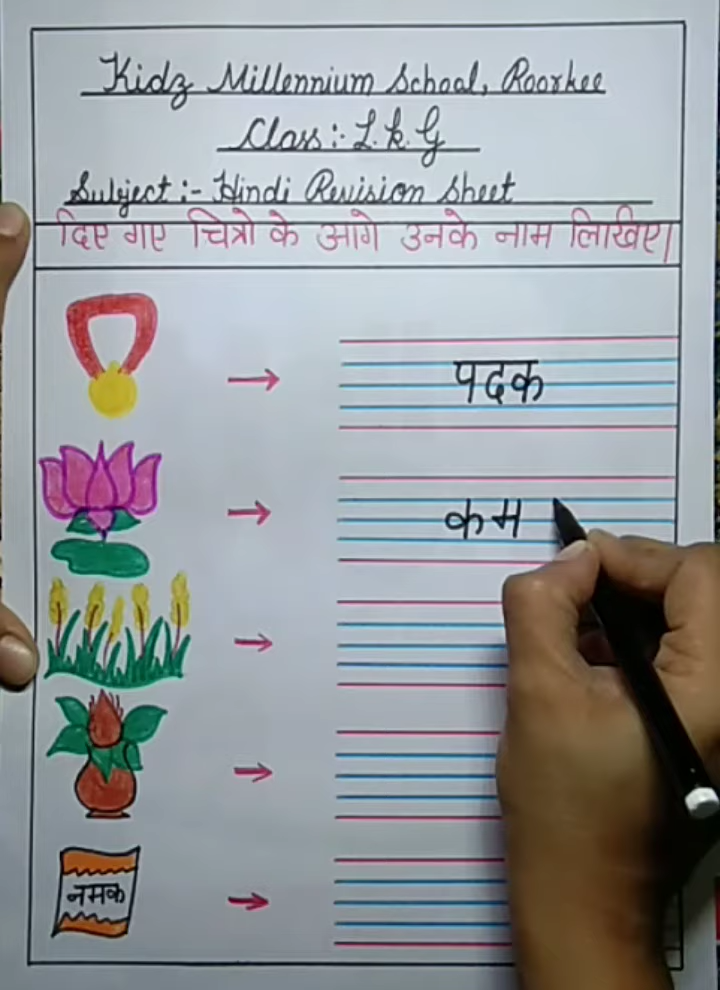 Kidz Millennium School, Roorkee
Class :- L.K.G
Subject :- Hindi Revision Sheet
दिए गए चित्रो के आगे उनके नाम लिखिए।
पदक
कम
नमक